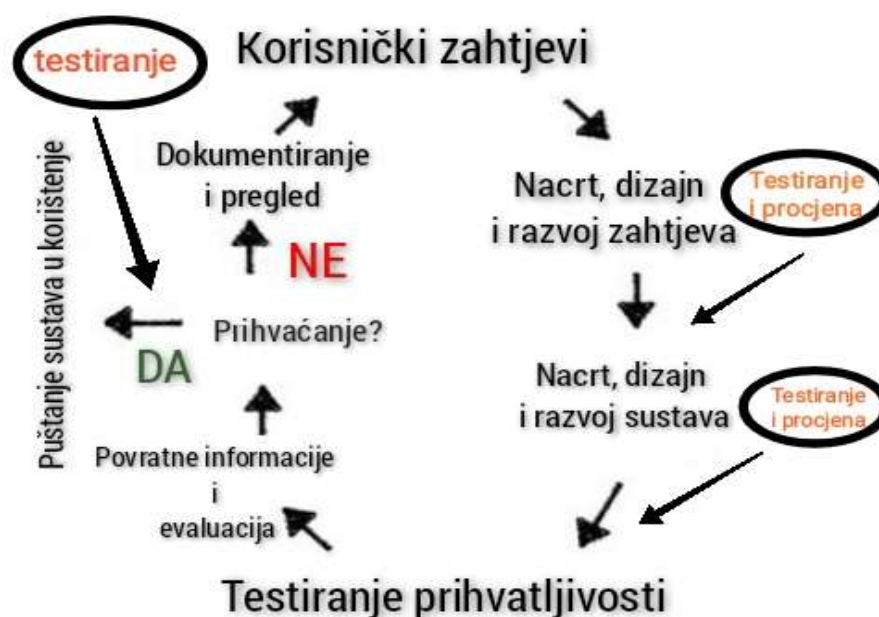 testiranje
Korisnički zahtjevi
Dokumentiranje
i pregled
Nacrt, dizajn
i razvoj zahtjeva
Testiranje
i procjena
NE
Prihvaćanje?
DA
Puštanje sustava u korištenje
Nacrt, dizajn
i razvoj sustava
Testiranje
i procjena
Povratne informacije
i
evaluacija
Testiranje prihvatljivosti